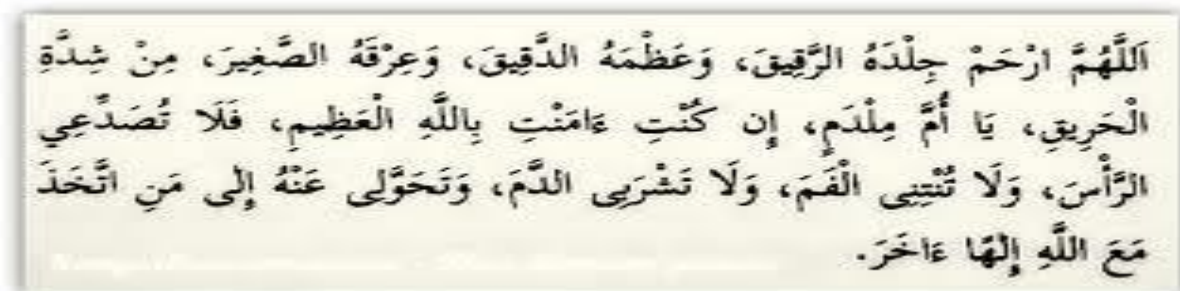 اَللَّهُمَّ ارْحَمْ جِلْدَهُ الرَّقِيقَ، وَعَظْمَهُ الدَّقِيقَ، وَعِرْقَهُ الصَّغِيرَ، مِنْ شِدَّةِ
الْحَرِيقِ، يَا أُمَّ مِلْدَمٍ، إِن كُنْتِ ءَامَنْتِ بِاللَّهِ الْعَظِيمِ، فَلَا تُصَدِّعِي
الرَّأْسَ، وَلَا تُنْتِنِى الْفَمَ، وَلَا تَشْرَبِى الدَّمَ، وَتَحَوَّلِى عَنْهُ إِلَى مَنِ اتَّخَذَ
مَعَ اللَّهِ إِلَهًا ءَاخَرَ.